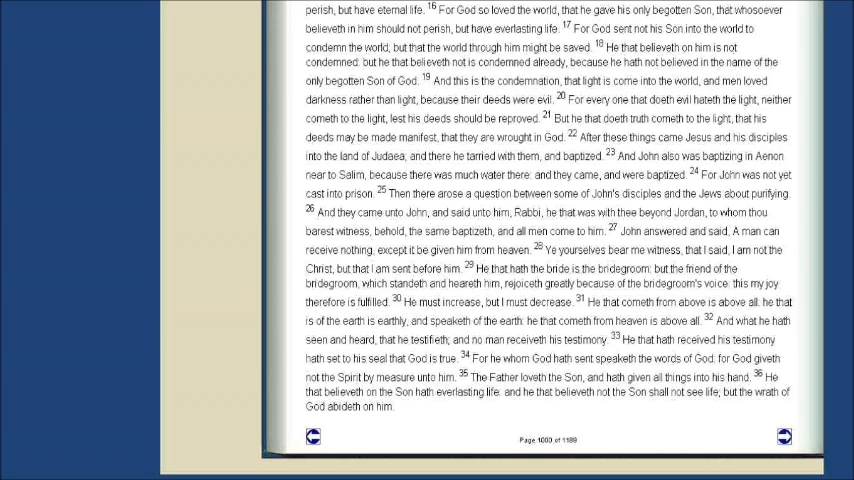 perish, but have eternal life. 16 For God so loved the world, that he gave his only begotten Son, that whosoever
believeth in him should not perish, but have everlasting life. 17 For God sent not his Son into the world to
condemn the world; but that the world through him might be saved. 18 He that believeth on him is not
condemned: but he that believeth not is condemned already, because he hath not believed in the name of the
only begotten Son of God. 19 And this is the condemnation, that light is come into the world, and men loved
darkness rather than light, because their deeds were evil. 20 For every one that doeth evil hateth the light, neither
cometh to the light, lest his deeds should be reproved. 21 But he that doeth truth cometh to the light, that his
deeds may be made manifest, that they are wrought in God. 22 After these things came Jesus and his disciples
into the land of Judaea; and there he tarried with them, and baptized. 23 And John also was baptizing in Aenon
near to Salim, because there was much water there: and they came, and were baptized. 24 For John was not yet
cast into prison. 25 Then there arose a question between some of John's disciples and the Jews about purifying.
26 And they came unto John, and said unto him, Rabbi, he that was with thee beyond Jordan, to whom thou
barest witness, behold, the same baptizeth, and all men come to him. 27 John answered and said, A man can
receive nothing, except it be given him from heaven. 28 Ye yourselves bear me witness, that I said, I am not the
Christ, but that I am sent before him. 29 He that hath the bride is the bridegroom: but the friend of the
bridegroom, which standeth and heareth him, rejoiceth greatly because of the bridegroom's voice: this my joy
therefore is fulfilled. 30 He must increase, but I must decrease. 31 He that cometh from above is above all: he that
is of the earth is earthly, and speaketh of the earth: he that cometh from heaven is above all. 32 And what he hath
seen and heard, that he testifieth; and no man receiveth his testimony. 33 He that hath received his testimony
hath set to his seal that God is true. 34 For he whom God hath sent speaketh the words of God: for God giveth
not the Spirit by measure unto him. 35 The Father loveth the Son, and hath given all things into his hand. 36 He
that believeth on the Son hath everlasting life: and he that believeth not the Son shall not see life; but the wrath of
God abideth on him.
Page 1000 of 1189